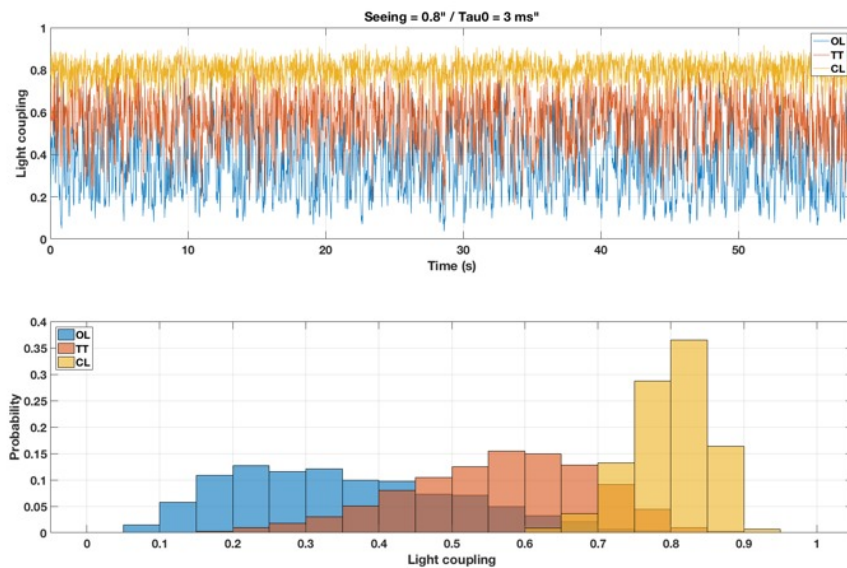 Seeing = 0.8" / Tau0 = 3 ms"
1
0.8
0.6
0.4
0.2
0
Light coupling
OL
TT
CL
0 10 20 30 40 50
Time (s)
0.4
0.35
0.3
0.25
0.2
0.15
0.1
0.05
0
Probability
OL
TT
CL
0 0.1 0.2 0.3 0.4 0.5 0.6 0.7 0.8 0.9 1
Light coupling